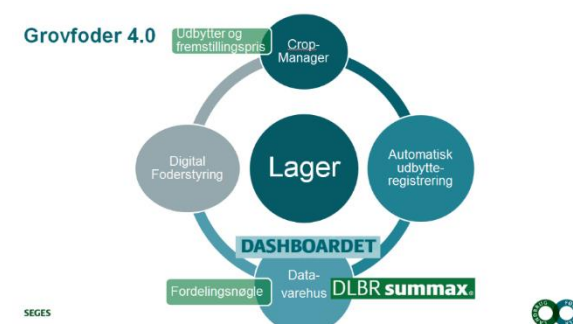 Grovfoder 4.0
Udbytter og
fremstillingspris
Crop-
Manager
Digital
Foderstyring
Lager
Automatisk
udbytte-
registrering
DASHBOARDET
Data-
varehus
Fordelingsnøgle
DLBR summax®
SEGES